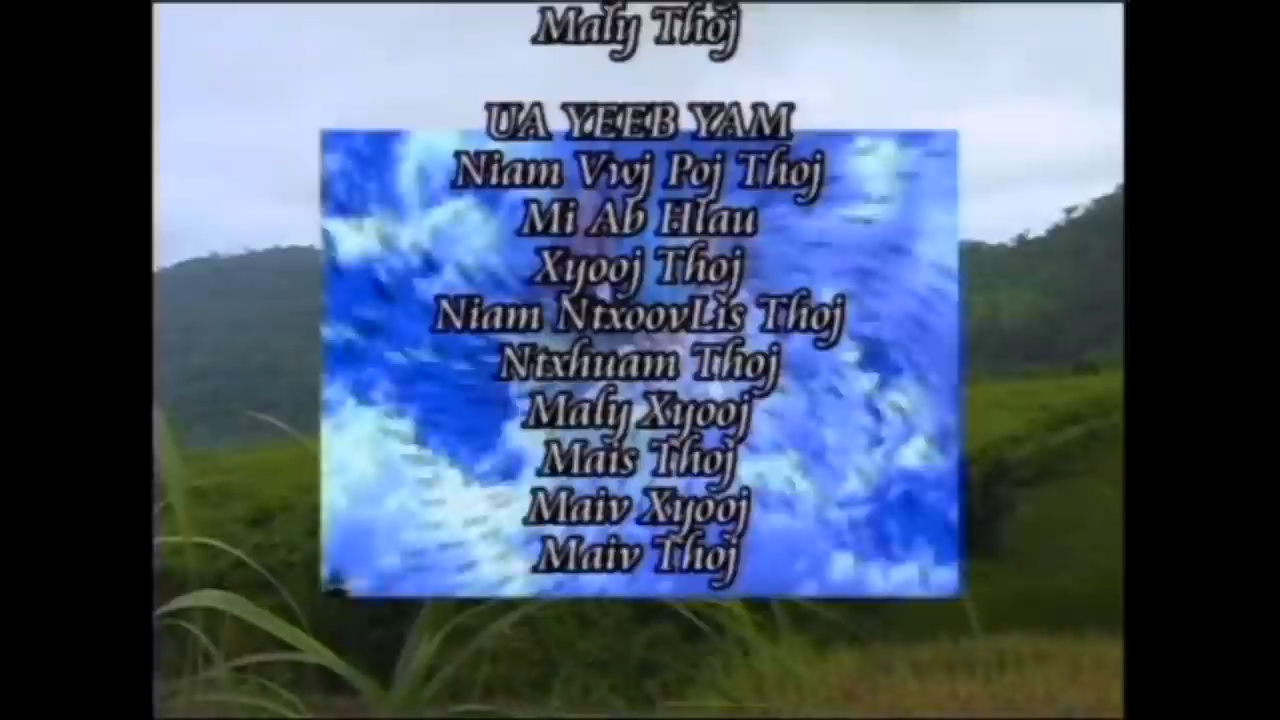 Maly Thoj
UA YEEB YAM
Niam Vwj Poj Thoj
Mi Ab Hlau
Xyooj Thoj
Niam NtxoovLis Thoj
Ntxhuam Thoj
Maly Xyooj
Mais Thoj
Maiv Xyooj
Maiv Thoj